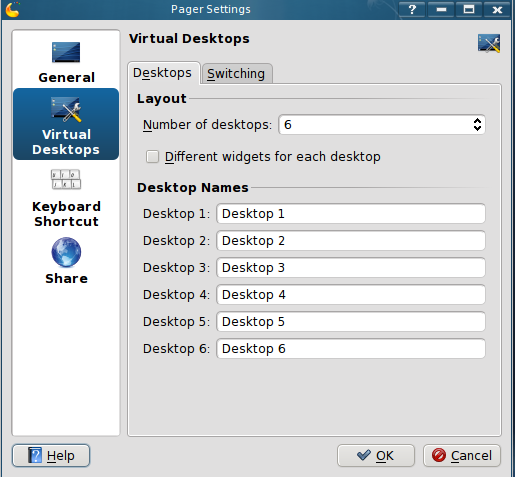 Pager Settings
?
General
Virtual
Desktops
Keyboard
Shortcut
Share
Virtual Desktops
Desktops Switching
Layout
Number of desktops: 6
Different widgets for each desktop
Desktop Names
Desktop 1: Desktop 1
Desktop 2: Desktop 2
Desktop 3: Desktop 3
Desktop 4: Desktop 4
Desktop 5: Desktop 5
Desktop 6: Desktop 6
? Help OK Cancel